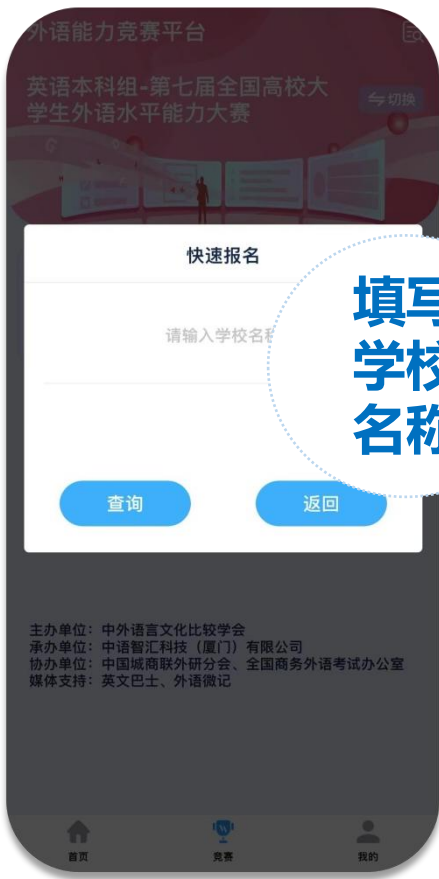 外语能力竞赛平台
英语本科组-第七届全国高校大
学生外语水平能力大赛
切换
快速报名
请输入学校名称
填写
学校
名称
查询
返回
主办单位：中外语言文化比较学会
承办单位：中语智汇科技（厦门）有限公司
协办单位：中国城商联外研分会、全国商务外语考试办公室
媒体支持：英文巴士、外语微记
首页
竞赛
我的